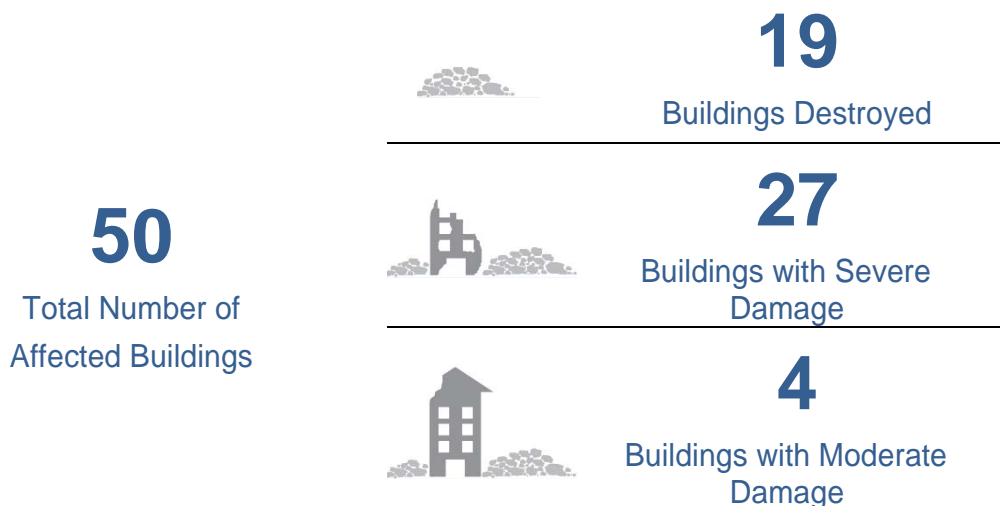 50
Total Number of
Affected Buildings
19
Buildings Destroyed
27
Buildings with Severe
Damage
4
Buildings with Moderate
Damage